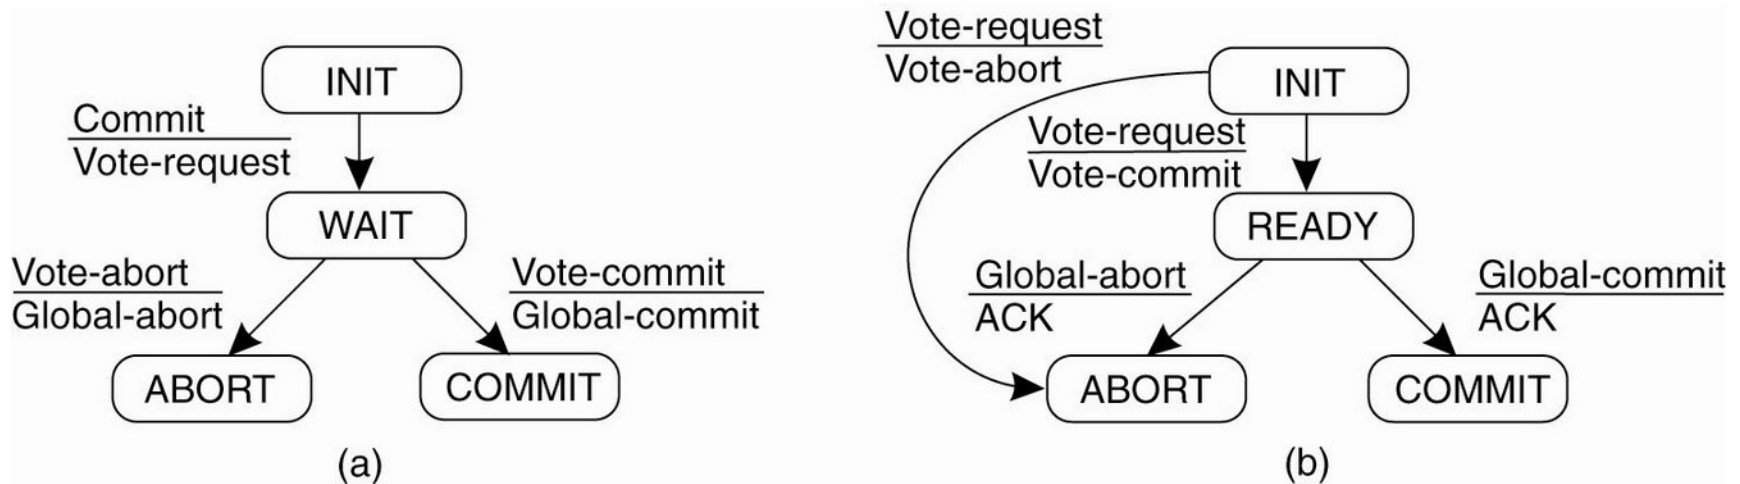 INIT
Commit
Vote-request
WAIT
Vote-abort
Global-abort
Vote-commit
Global-commit
ABORT
COMMIT
(a)
Vote-request
Vote-abort
INIT
Vote-request
Vote-commit
READY
Global-abort
ACK
Global-commit
ACK
ABORT
COMMIT
(b)